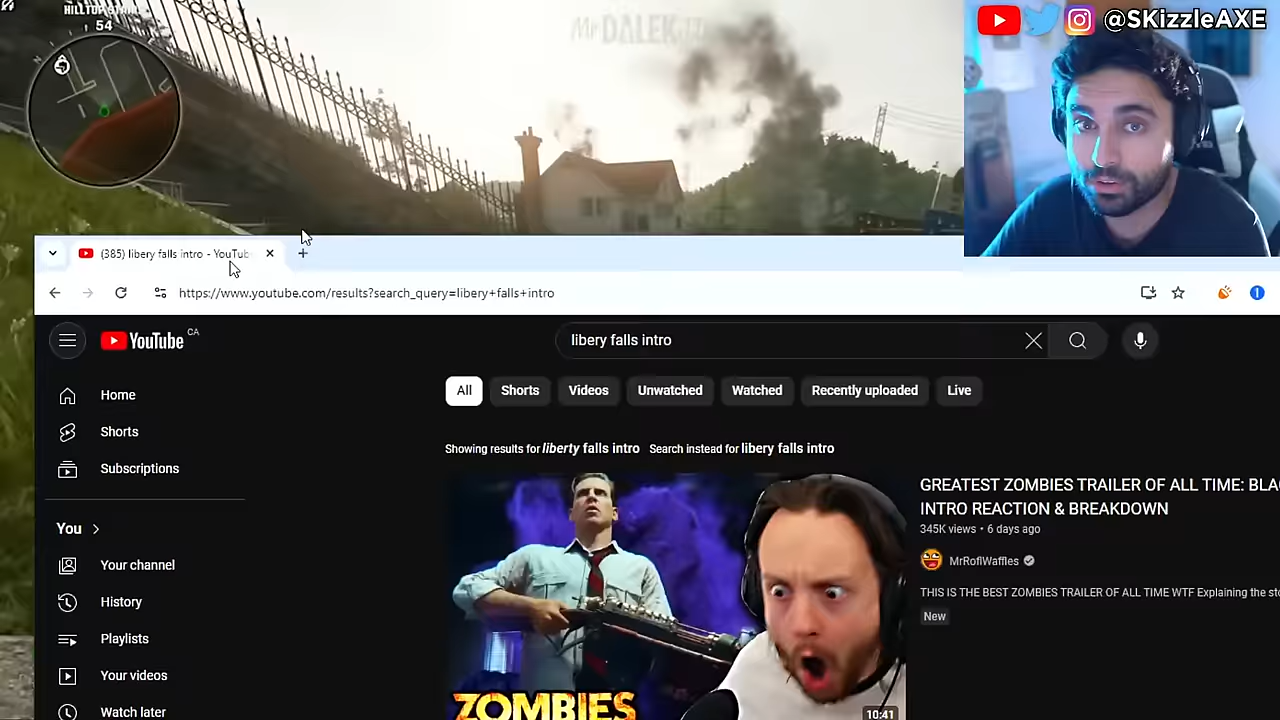 HILLTOP
54
MrDALEKJD
@SKizzleAXE
(385) libery falls intro - YouTub
https://www.youtube.com/results?search_query=libery+falls+intro
YouTube CA
libery falls intro
All Shorts Videos Unwatched Watched Recently uploaded Live
Home
Shorts
Subscriptions
Showing results for liberty falls intro Search instead for libery falls intro
You
Your channel
History
Playlists
Your videos
Watch later
ZOMBIES
10:41
GREATEST ZOMBIES TRAILER OF ALL TIME: BLA
INTRO REACTION & BREAKDOWN
345K views • 6 days ago
MrRoflWaffles
THIS IS THE BEST ZOMBIES TRAILER OF ALL TIME WTF Explaining the sto
New